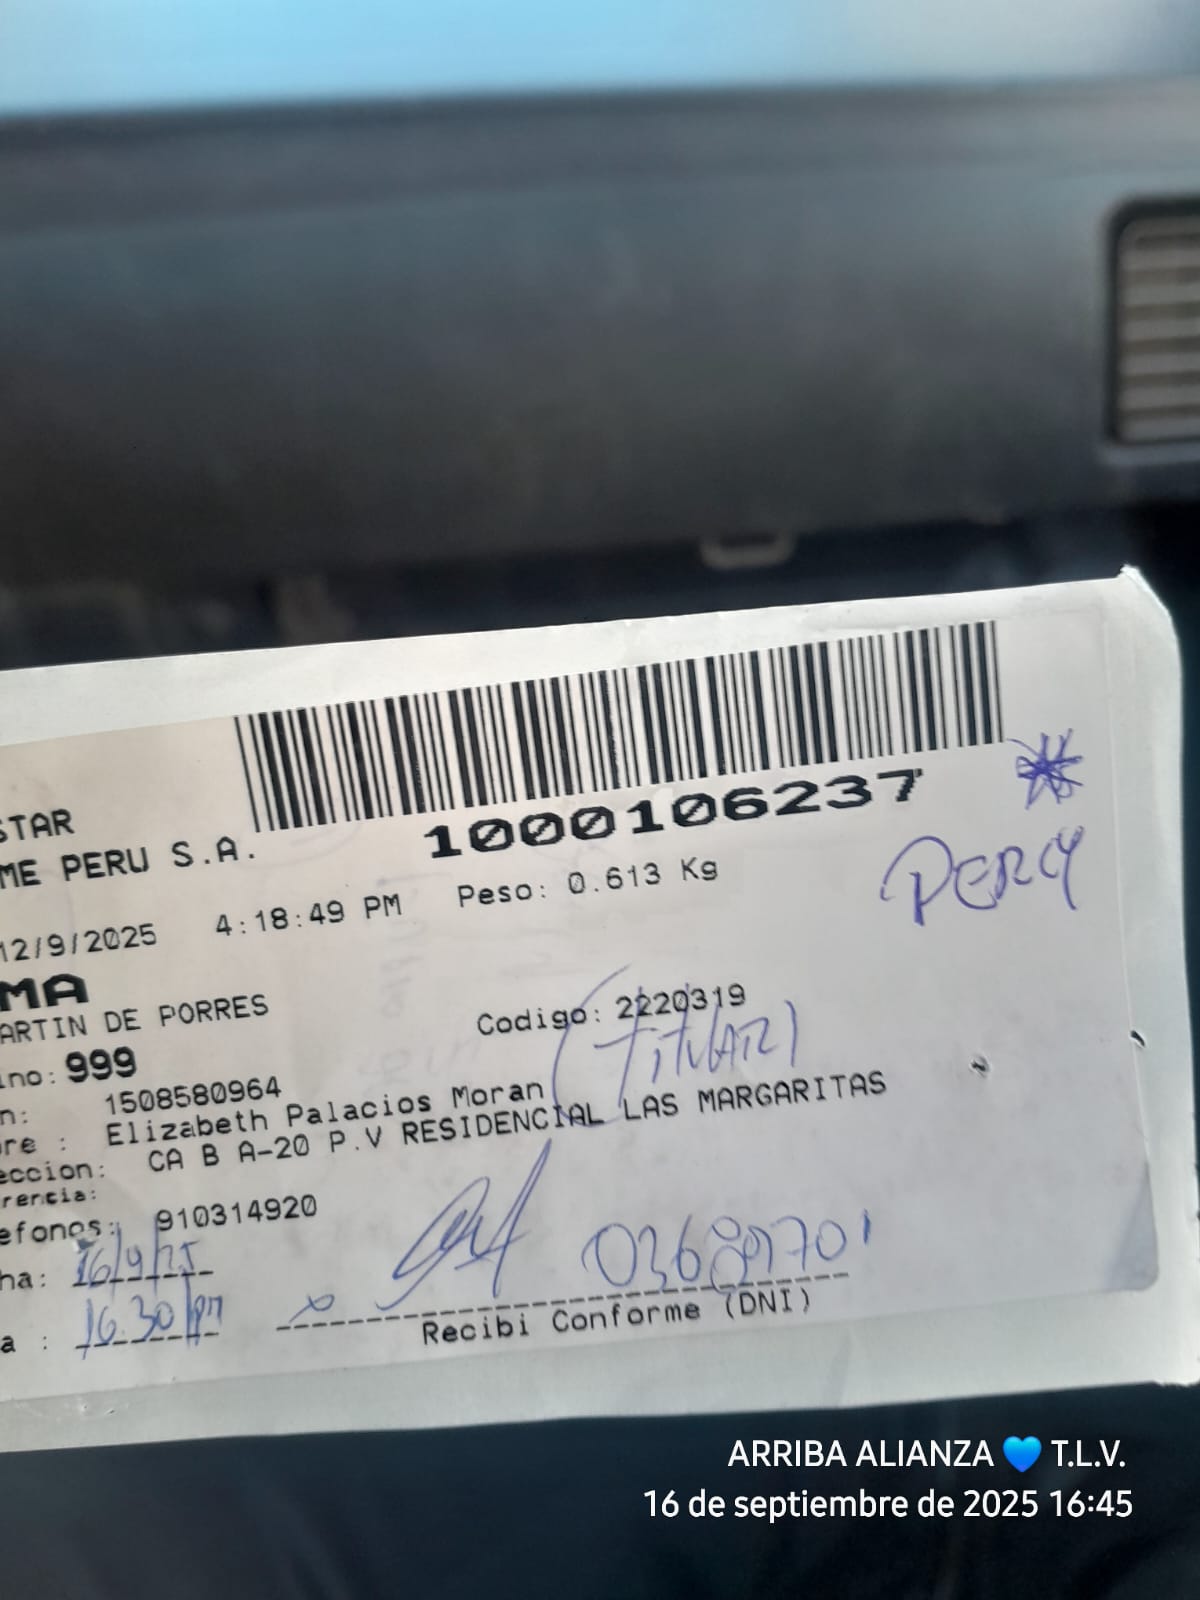 STAR
ME PERU S.A.
1000106237
12/9/2025 4:18:49 PM Peso: 0.613 Kg
PERCY
MA
ARTIN DE PORRES
Codigo: 2220319
ino: 999
(TITULAR)
n: 1508580964
re : Elizabeth Palacios Moran
eccion: CA B A-20 P.V RESIDENCIAL LAS MARGARITAS
rencia:
efonos: 910314920
ha: 16/9/25
a : 16:30 pm
Recibi Conforme (DNI)
ARRIBA ALIANZA 💙 T.L.V.
16 de septiembre de 2025 16:45